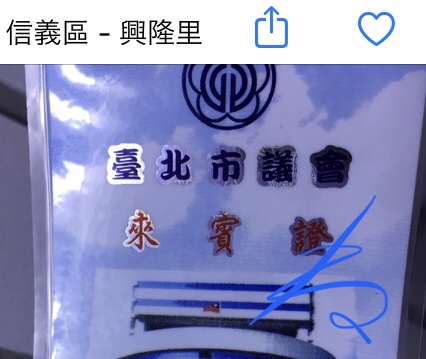 信義區 - 興隆里
臺北市議會
來賓證